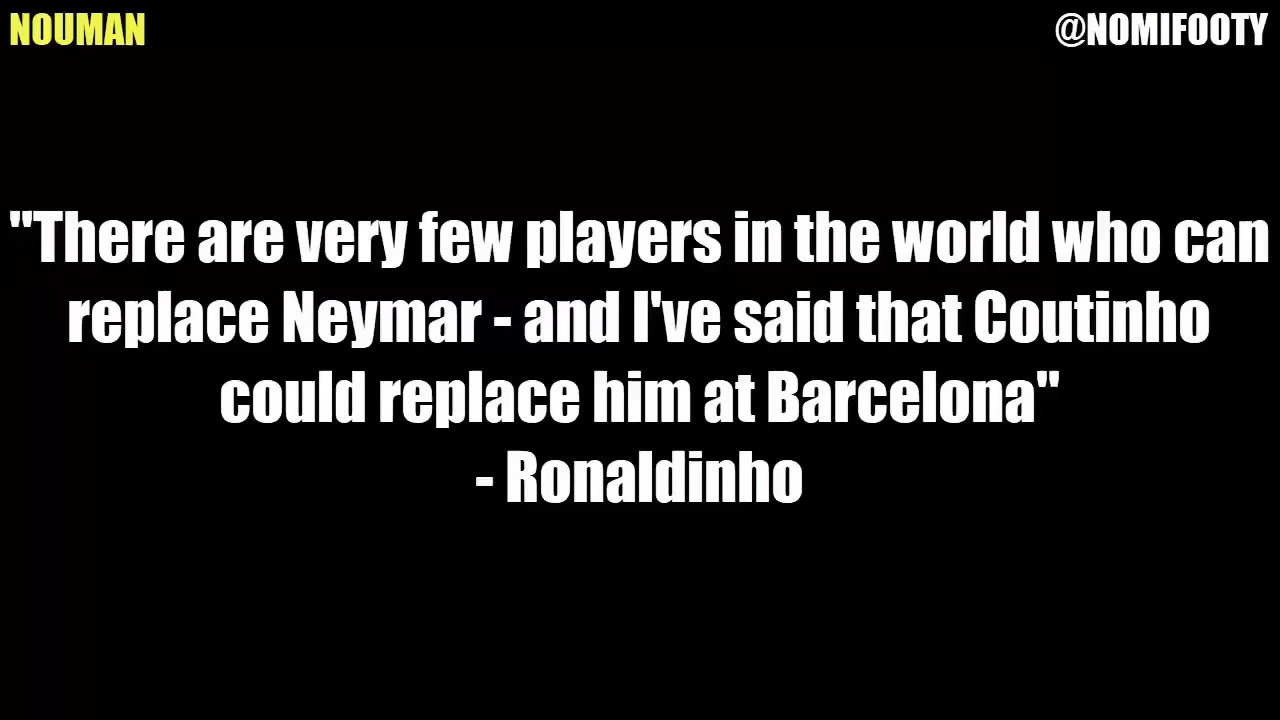 NOUMAN
@NOMIFOOTY
"There are very few players in the world who can
replace Neymar - and I've said that Coutinho
could replace him at Barcelona"
- Ronaldinho